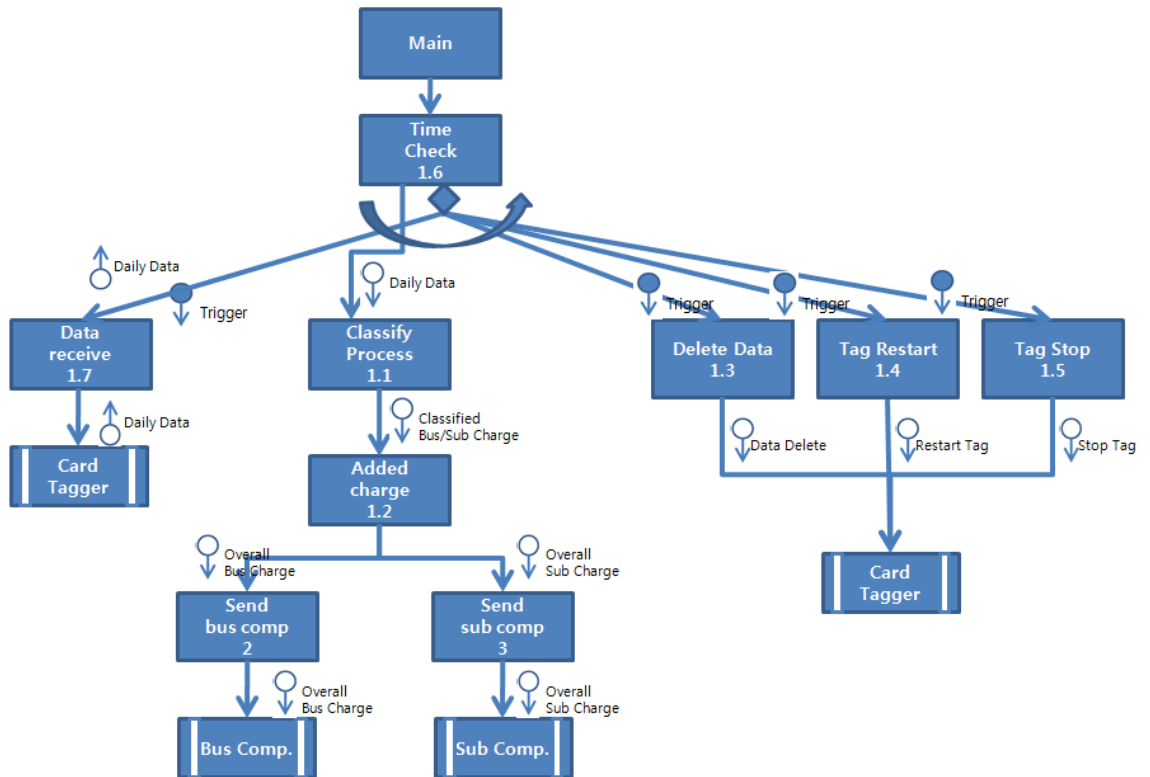 Main
Time
Check
1.6
Daily Data
Trigger
Daily Data
Trigger
Trigger
Trigger
Data
receive
1.7
Classify
Process
1.1
Delete Data
1.3
Tag Restart
1.4
Tag Stop
1.5
Daily Data
Classified
Bus/Sub Charge
Data Delete
Restart Tag
Stop Tag
Card
Tagger
Added
charge
1.2
Overall
Bus Charge
Overall
Sub Charge
Card
Tagger
Send
bus comp
2
Send
sub comp
3
Overall
Bus Charge
Overall
Sub Charge
Bus Comp.
Sub Comp.